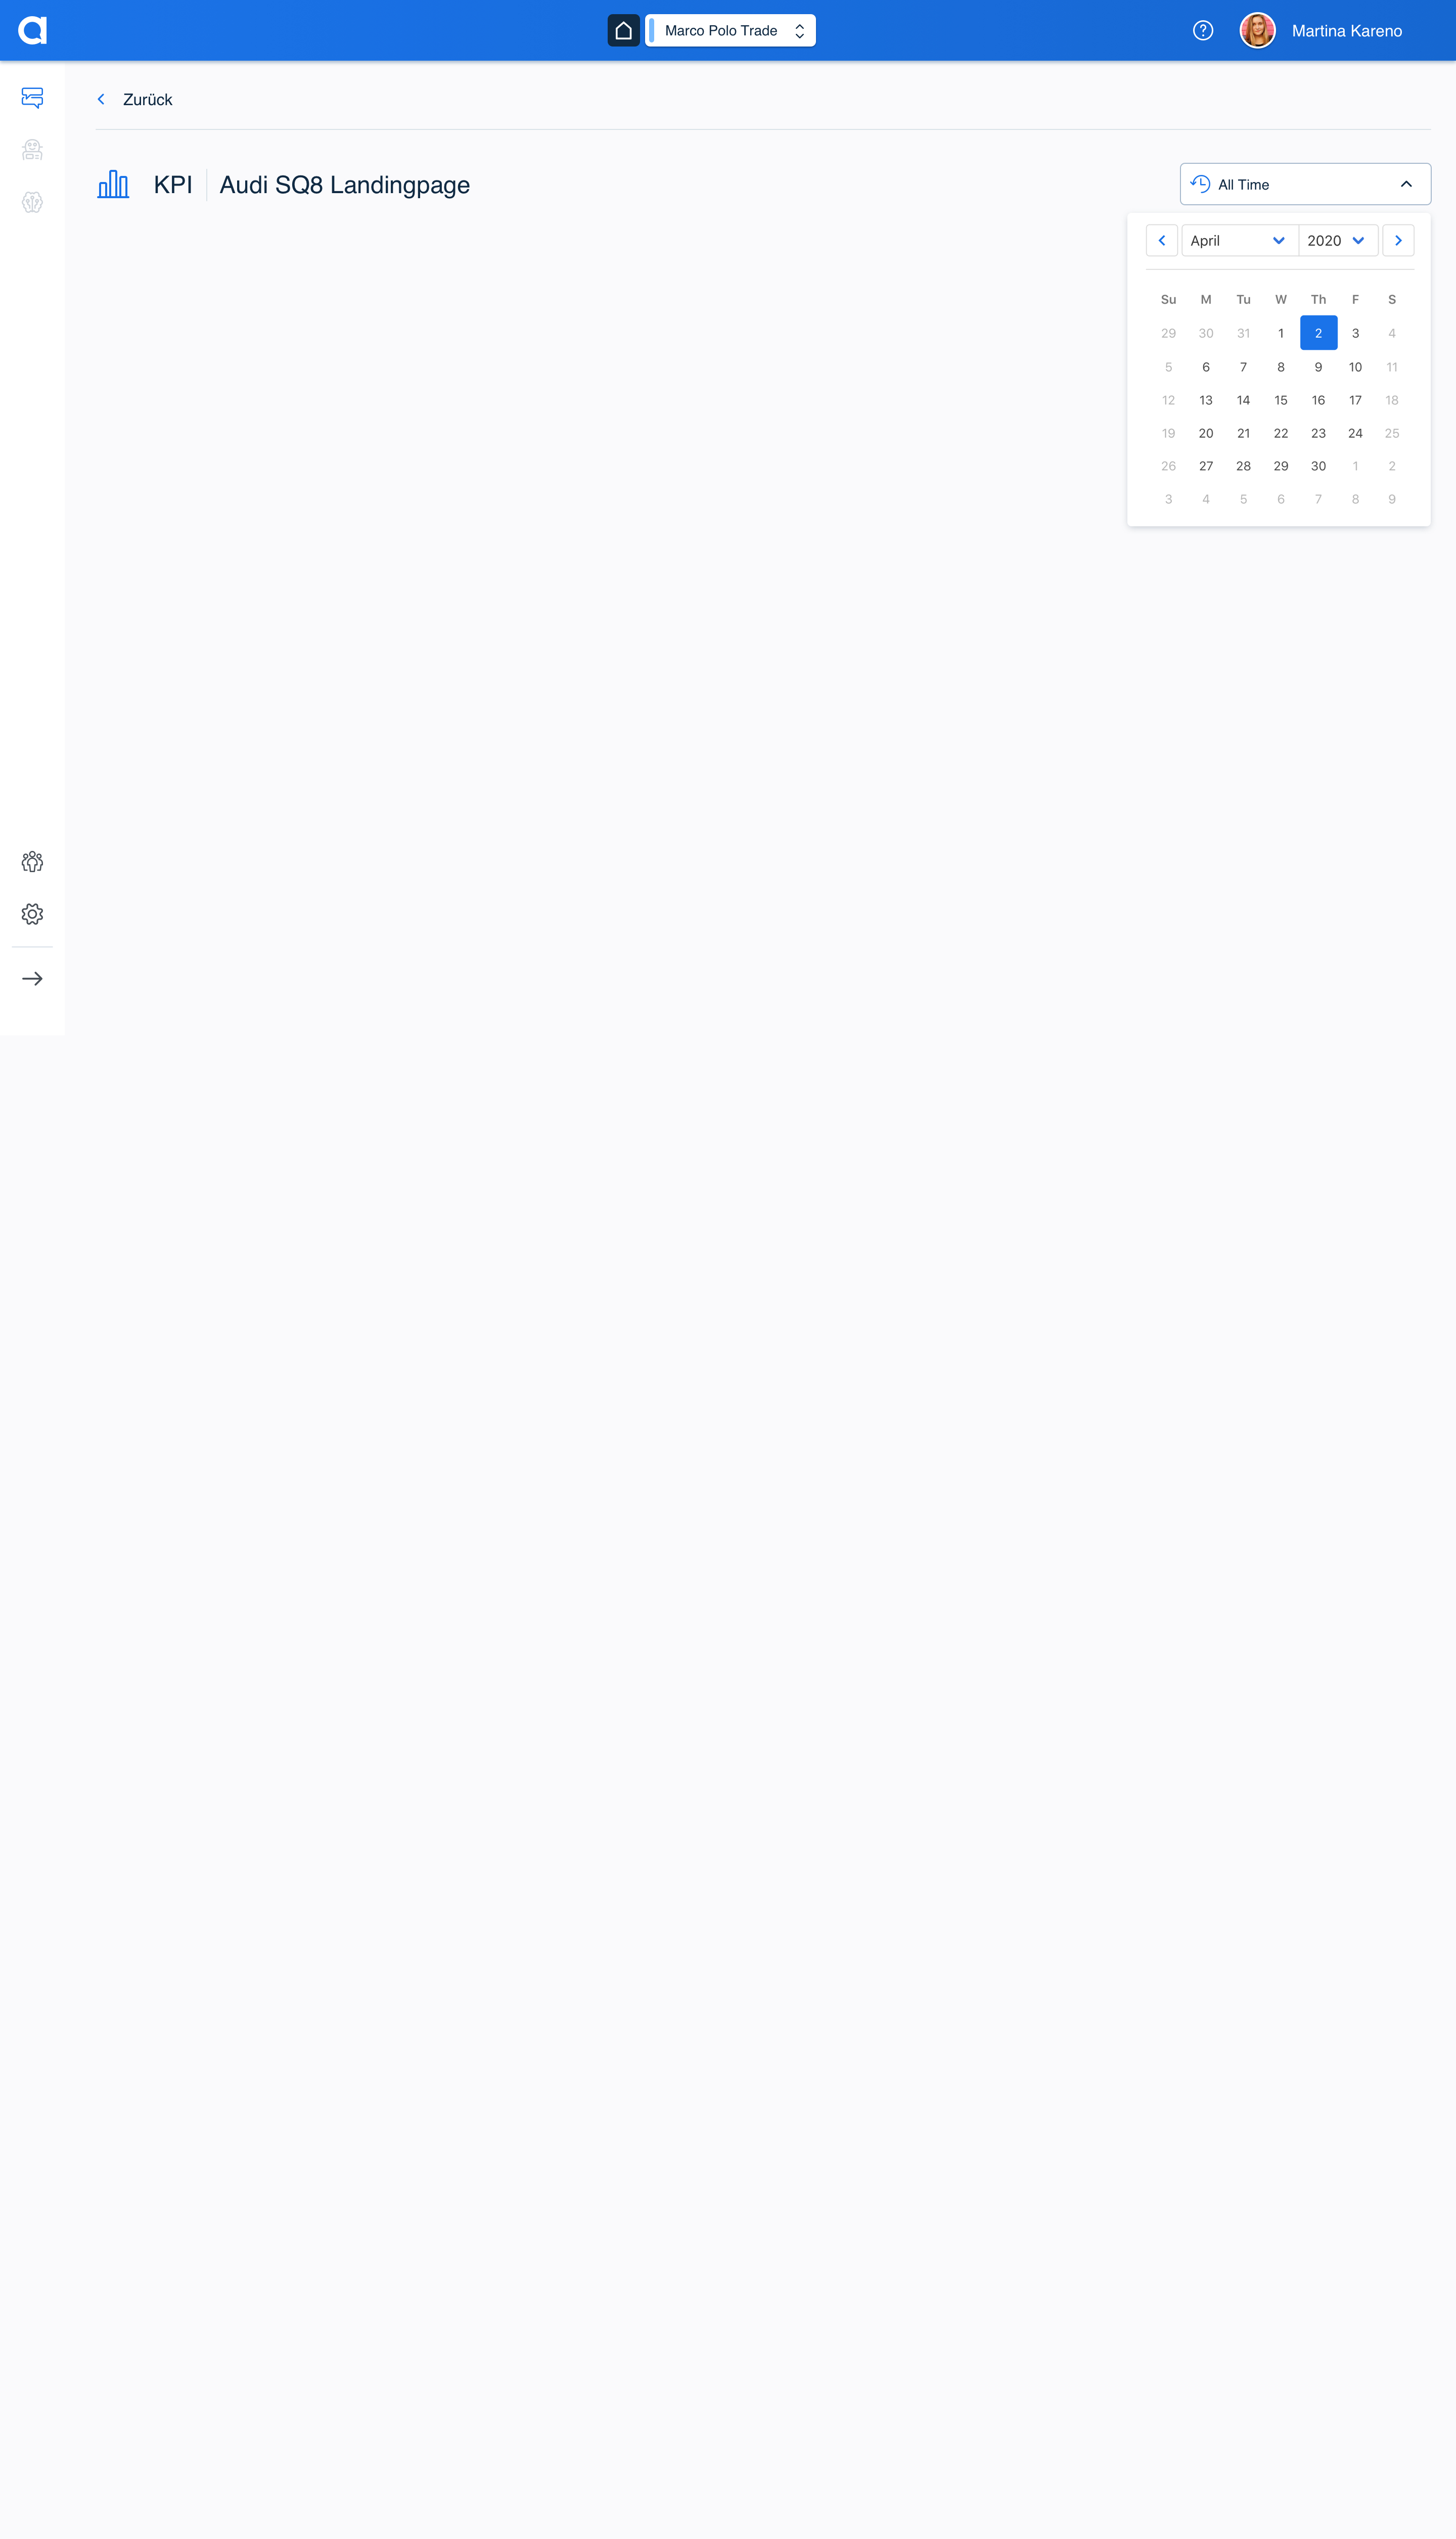 Marco Polo Trade
Martina Kareno
Zurück
KPI Audi SQ8 Landingpage
All Time
April 2020
Su M Tu W Th F S
29 30 31 1 2 3 4
5 6 7 8 9 10 11
12 13 14 15 16 17 18
19 20 21 22 23 24 25
26 27 28 29 30 1 2
3 4 5 6 7 8 9